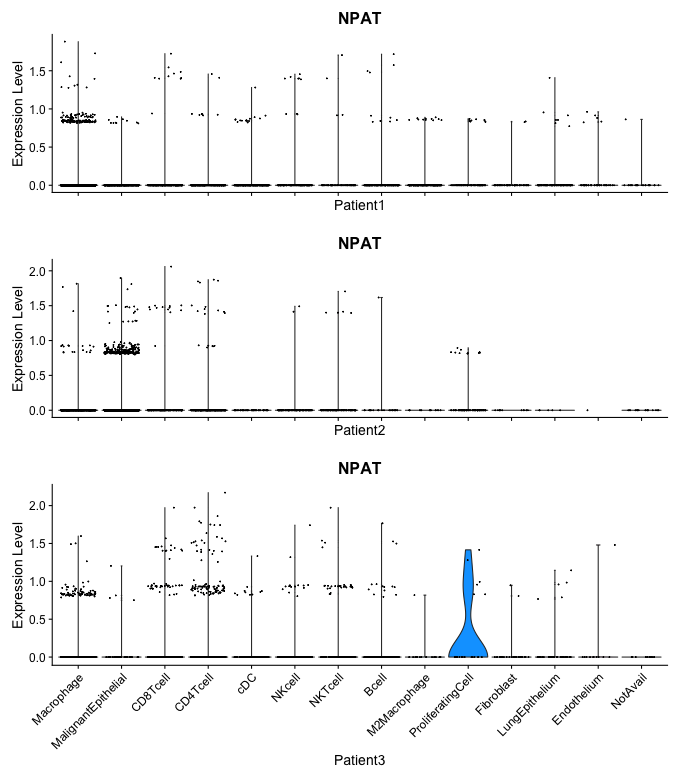 NPAT
Expression Level
1.5
1.0
0.5
0.0
Patient1
NPAT
Expression Level
2.0
1.5
1.0
0.5
0.0
Patient2
NPAT
Expression Level
2.0
1.5
1.0
0.5
0.0
Macrophage
MalignantEpithelial
CD8Tcell
CD4Tcell
cDC
NKcell
NKTcell
Bcell
M2Macrophage
ProliferatingCell
Fibroblast
LungEpithelium
Endothelium
NotAvail
Patient3